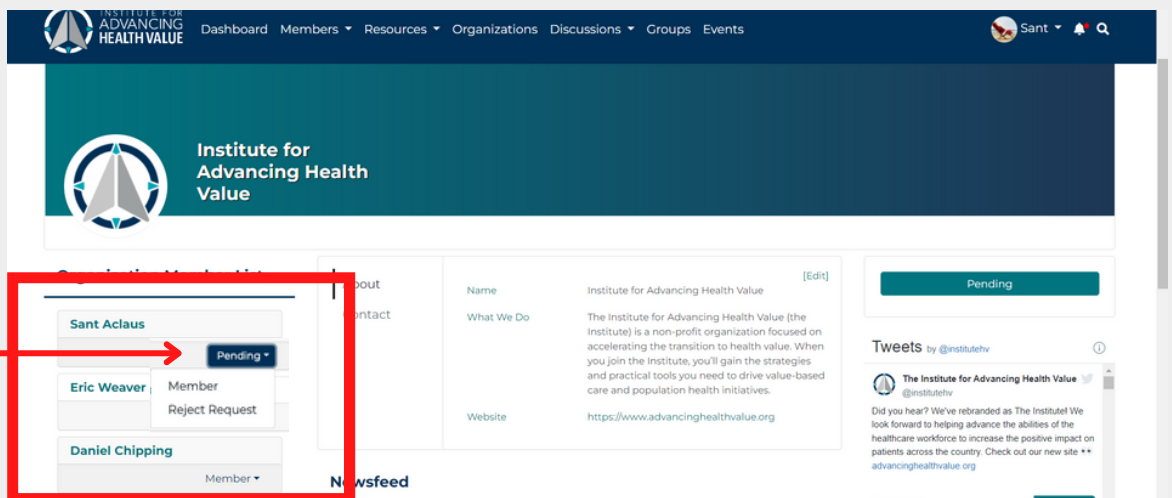 INSTITUTE FOR
ADVANCING
HEALTH VALUE
Dashboard Members Resources Organizations Discussions Groups Events
Sant
Institute for
Advancing Health
Value
Organization Member List
Sant Aclaus
Pending
Member
Reject Request
Eric Weaver
Daniel Chipping
Member
About
Contact
[Edit]
Name Institute for Advancing Health Value
What We Do The Institute for Advancing Health Value (the
Institute) is a non-profit organization focused on
accelerating the transition to health value. When
you join the Institute, you'll gain the strategies
and practical tools you need to drive value-based
care and population health initiatives.
Website https://www.advancinghealthvalue.org
Newsfeed
Pending
Tweets by @institutehv
The Institute for Advancing Health Value
@institutehv
Did you hear? We've rebranded as The Institute! We
look forward to helping advance the abilities of the
healthcare workforce to increase the positive impact on
patients across the country. Check out our new site 👀
advancinghealthvalue.org